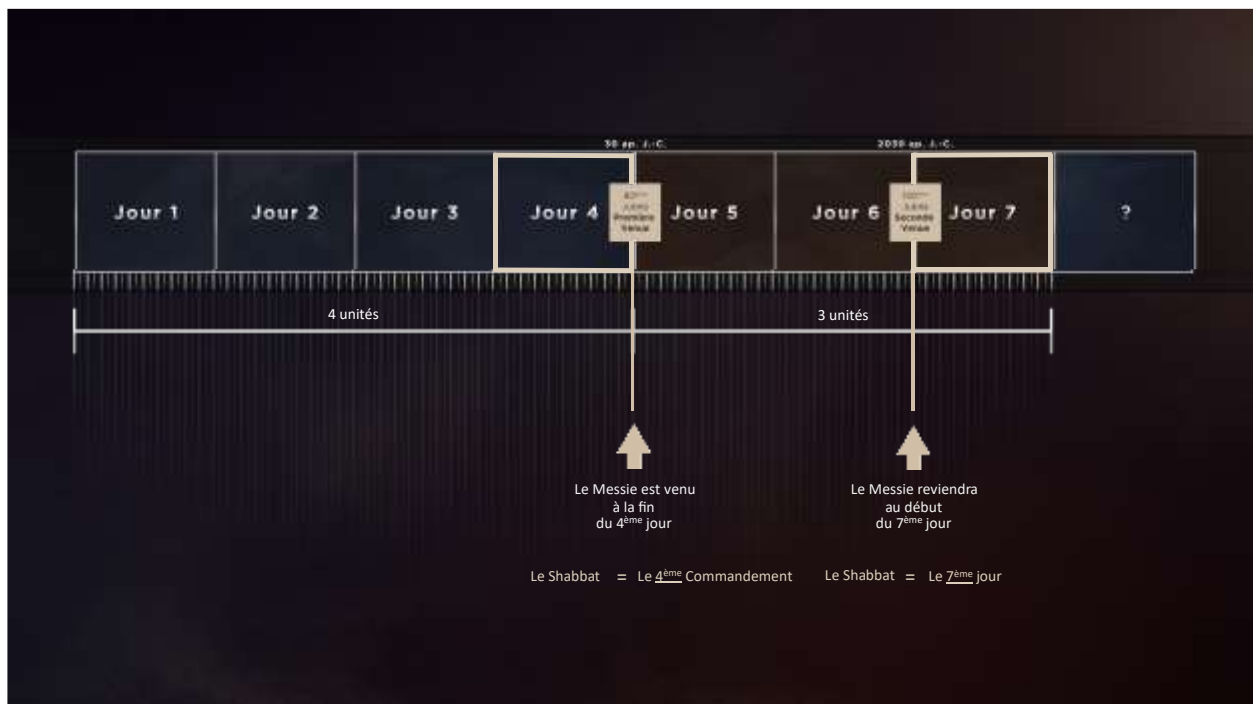 30 ap. J.-C.
2030 ap. J.-C.
Jour 1
Jour 2
Jour 3
Jour 4
Première
Venue
Jour 5
Jour 6
Seconde
Venue
Jour 7
?
4 unités
3 unités
Le Messie est venu
à la fin
du 4ème jour
Le Messie reviendra
au début
du 7ème jour
Le Shabbat = Le 4ème Commandement
Le Shabbat = Le 7ème jour